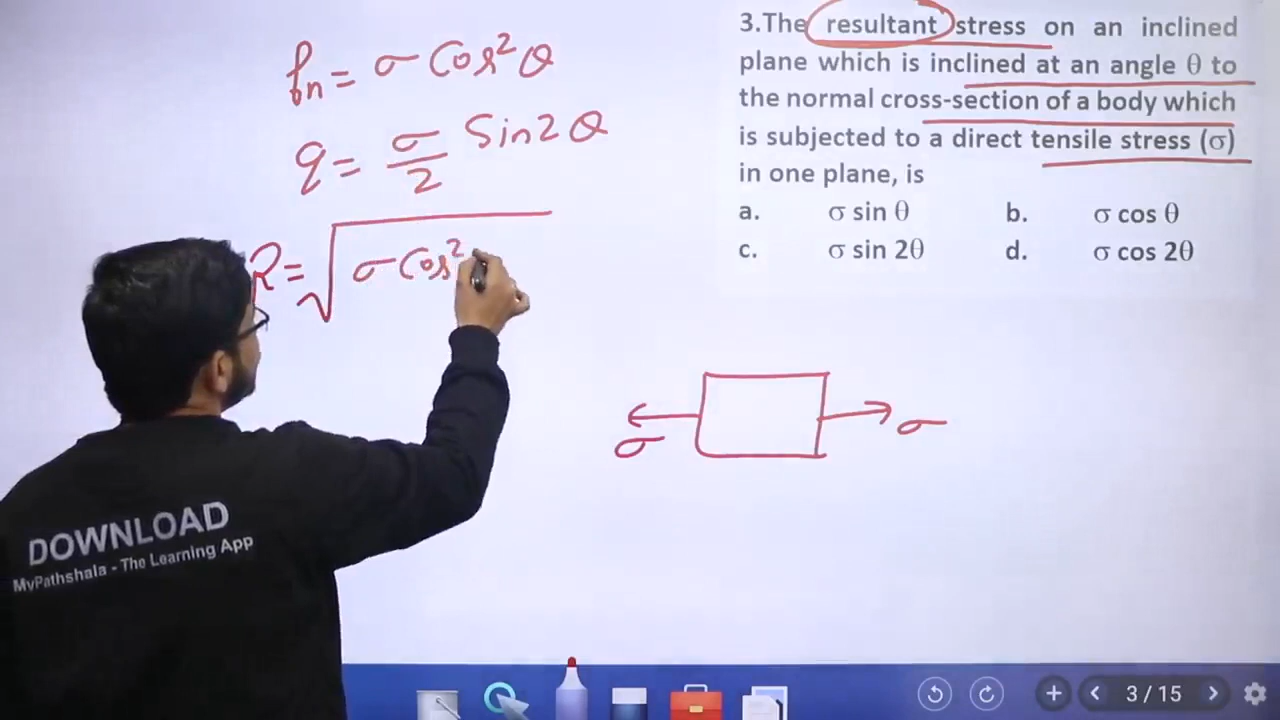 fn = σ Cos²θ
q = σ/2 Sin2θ
R = √σ Cos²
3.The resultant stress on an inclined
plane which is inclined at an angle θ to
the normal cross-section of a body which
is subjected to a direct tensile stress (σ)
in one plane, is
a. σ sin θ b. σ cos θ
c. σ sin 2θ d. σ cos 2θ
σ σ
DOWNLOAD
MyPathshala - The Learning App
3 / 15